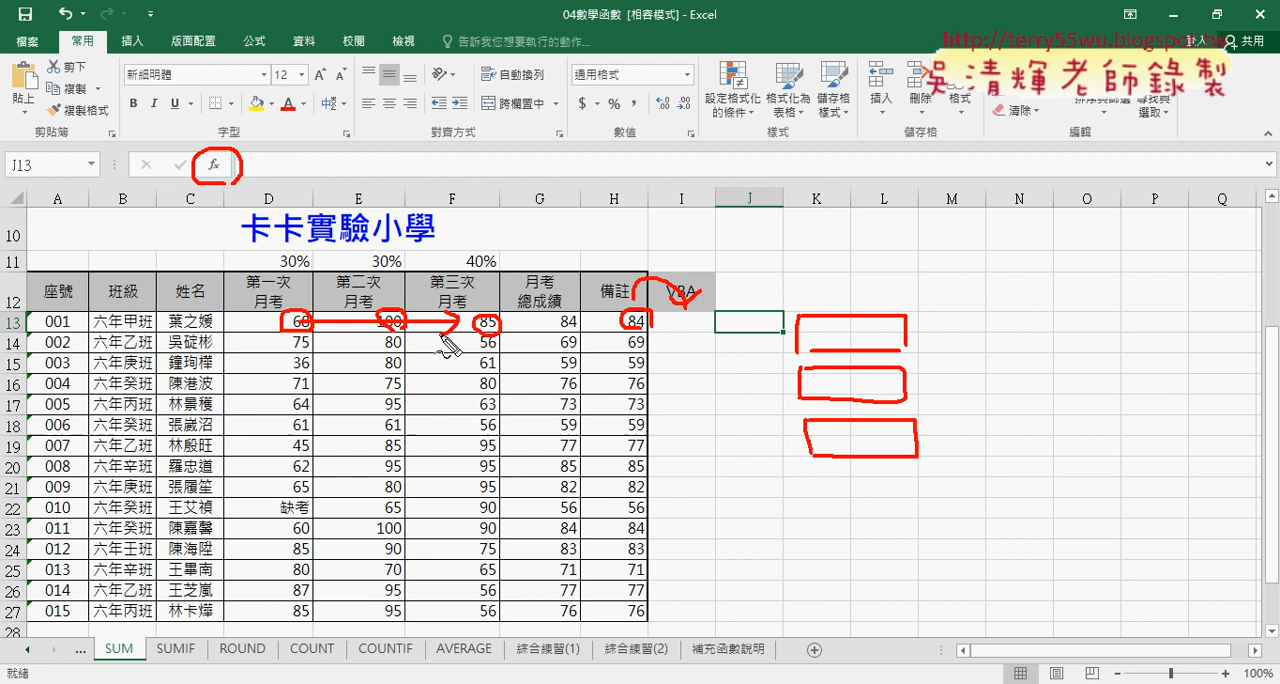 04數學函數 [相容模式] - Excel
http://terry55wu.blogspot.tw
檔案 常用 插入 版面配置 公式 資料 校閱 檢視 告訴我您想要執行的動作... 登入 共用
吳清輝老師錄製
貼上 剪下 複製 複製格式 剪貼簿
新細明體 12 B I U 字型
自動換列 跨欄置中 對齊方式
通用格式 $ % 數值
設定格式化的條件 格式化為表格 儲存格樣式 樣式
插入 刪除 格式 儲存格
清除 尋找與選取 編輯
J13 fx
A B C D E F G H I J K L M N O P Q
10 卡卡實驗小學
11 30% 30% 40%
12 座號 班級 姓名 第一次月考 第二次月考 第三次月考 月考總成績 備註 VBA
13 001 六年甲班 葉之媛 60 100 85 84 84
14 002 六年乙班 吳碇彬 75 80 56 69 69
15 003 六年庚班 鐘珣樺 36 80 61 59 59
16 004 六年癸班 陳港波 71 75 80 76 76
17 005 六年丙班 林景穫 64 95 63 73 73
18 006 六年癸班 張崴沼 61 61 56 59 59
19 007 六年乙班 林殷旺 45 85 95 77 77
20 008 六年辛班 羅忠道 62 95 95 85 85
21 009 六年庚班 張履笙 65 80 95 82 82
22 010 六年癸班 王艾禎 缺考 65 90 56 56
23 011 六年癸班 陳嘉馨 60 100 90 84 84
24 012 六年壬班 陳海陞 85 90 75 83 83
25 013 六年辛班 王畢南 80 70 65 71 71
26 014 六年乙班 王芝嵐 87 95 56 77 77
27 015 六年丙班 林卡燁 85 95 56 76 76
28
... SUM SUMIF ROUND COUNT COUNTIF AVERAGE 綜合練習(1) 綜合練習(2) 補充函數說明
就緒 100%